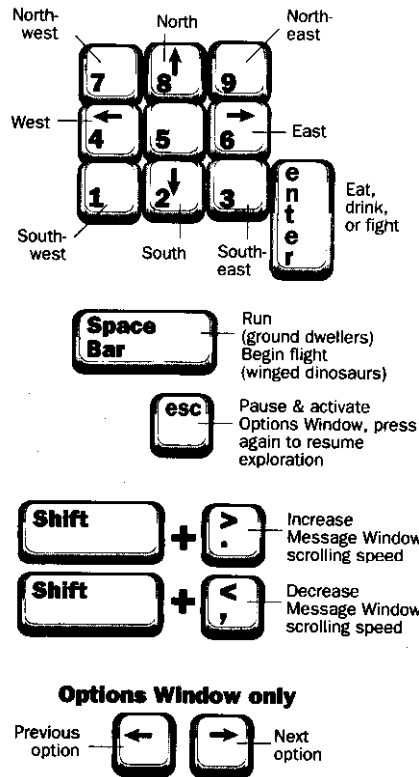 North-
west
North
North-
east
7
8
9
West
4
5
6
East
1
2
3
enter
Eat,
drink,
or fight
South-
west
South
South-
east
Space
Bar
Run
(ground dwellers)
Begin flight
(winged dinosaurs)
esc
Pause & activate
Options Window, press
again to resume
exploration
Shift
+
>
.
Increase
Message Window
scrolling speed
Shift
+
<
,
Decrease
Message Window
scrolling speed
Options Window only
Previous
option
←
→
Next
option